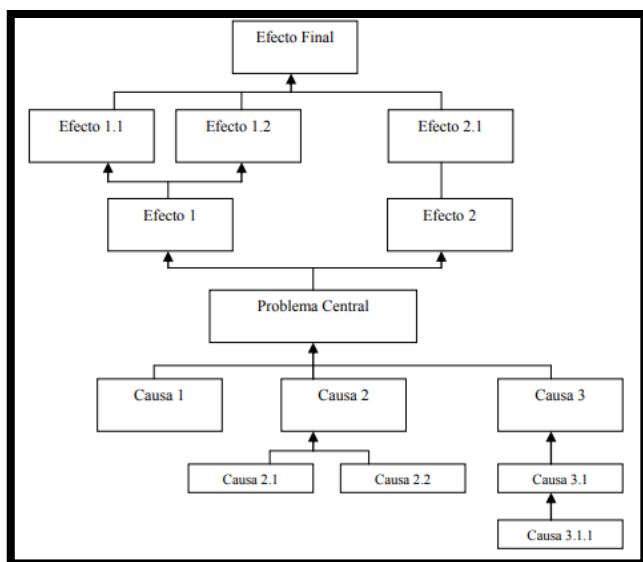 Efecto Final
Efecto 1.1
Efecto 1.2
Efecto 2.1
Efecto 1
Efecto 2
Problema Central
Causa 1
Causa 2
Causa 3
Causa 2.1
Causa 2.2
Causa 3.1
Causa 3.1.1